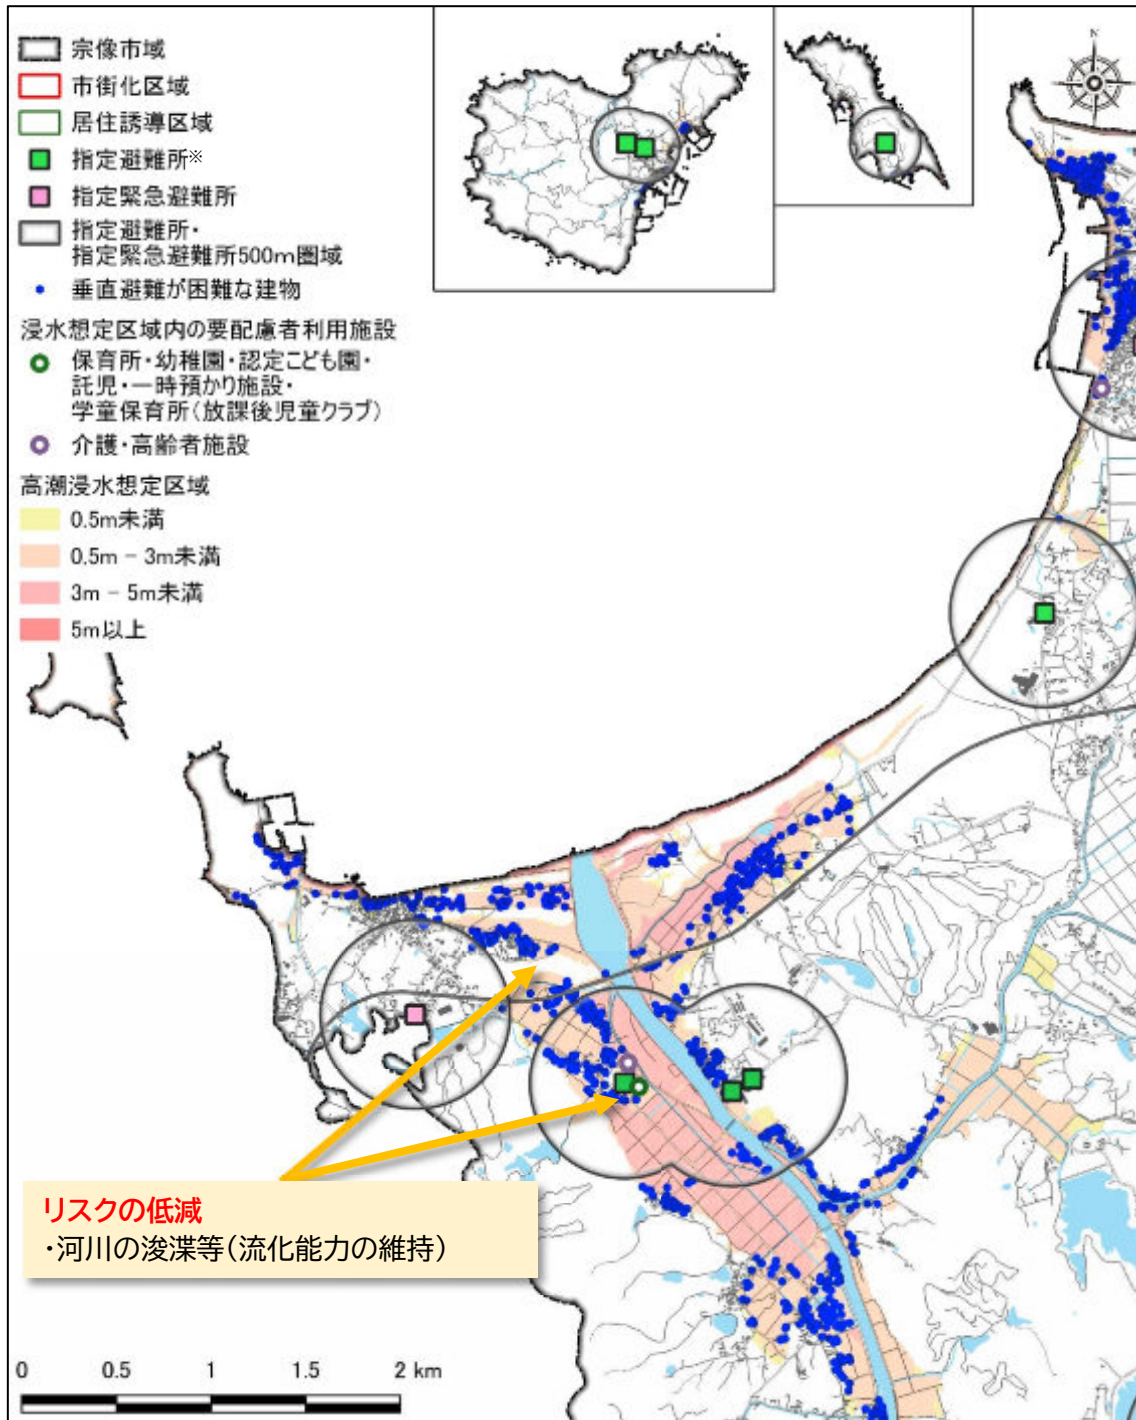 宗像市域
市街化区域
居住誘導区域
指定避難所※
指定緊急避難所
指定避難所・
指定緊急避難所500m圏域
垂直避難が困難な建物
浸水想定区域内の要配慮者利用施設
保育所・幼稚園・認定こども園・
託児・一時預かり施設・
学童保育所(放課後児童クラブ)
介護・高齢者施設
高潮浸水想定区域
0.5m未満
0.5m − 3m未満
3m − 5m未満
5m以上
N
リスクの低減
・河川の浚渫等(流化能力の維持)
0 0.5 1 1.5 2 km